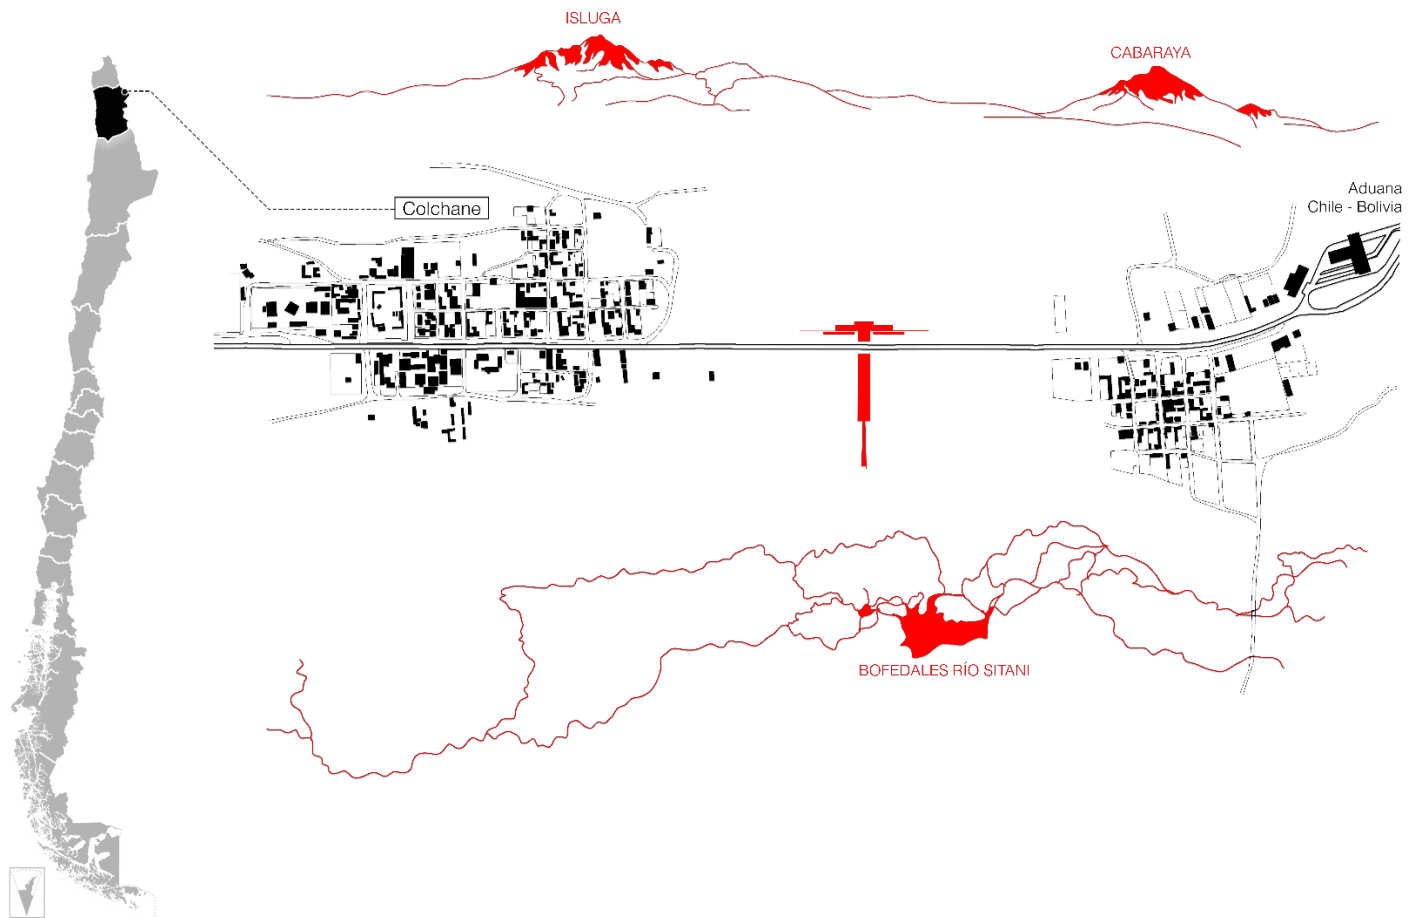 ISLUGA
CABARAYA
Colchane
Aduana
Chile - Bolivia
BOFEDALES RÍO SITANI